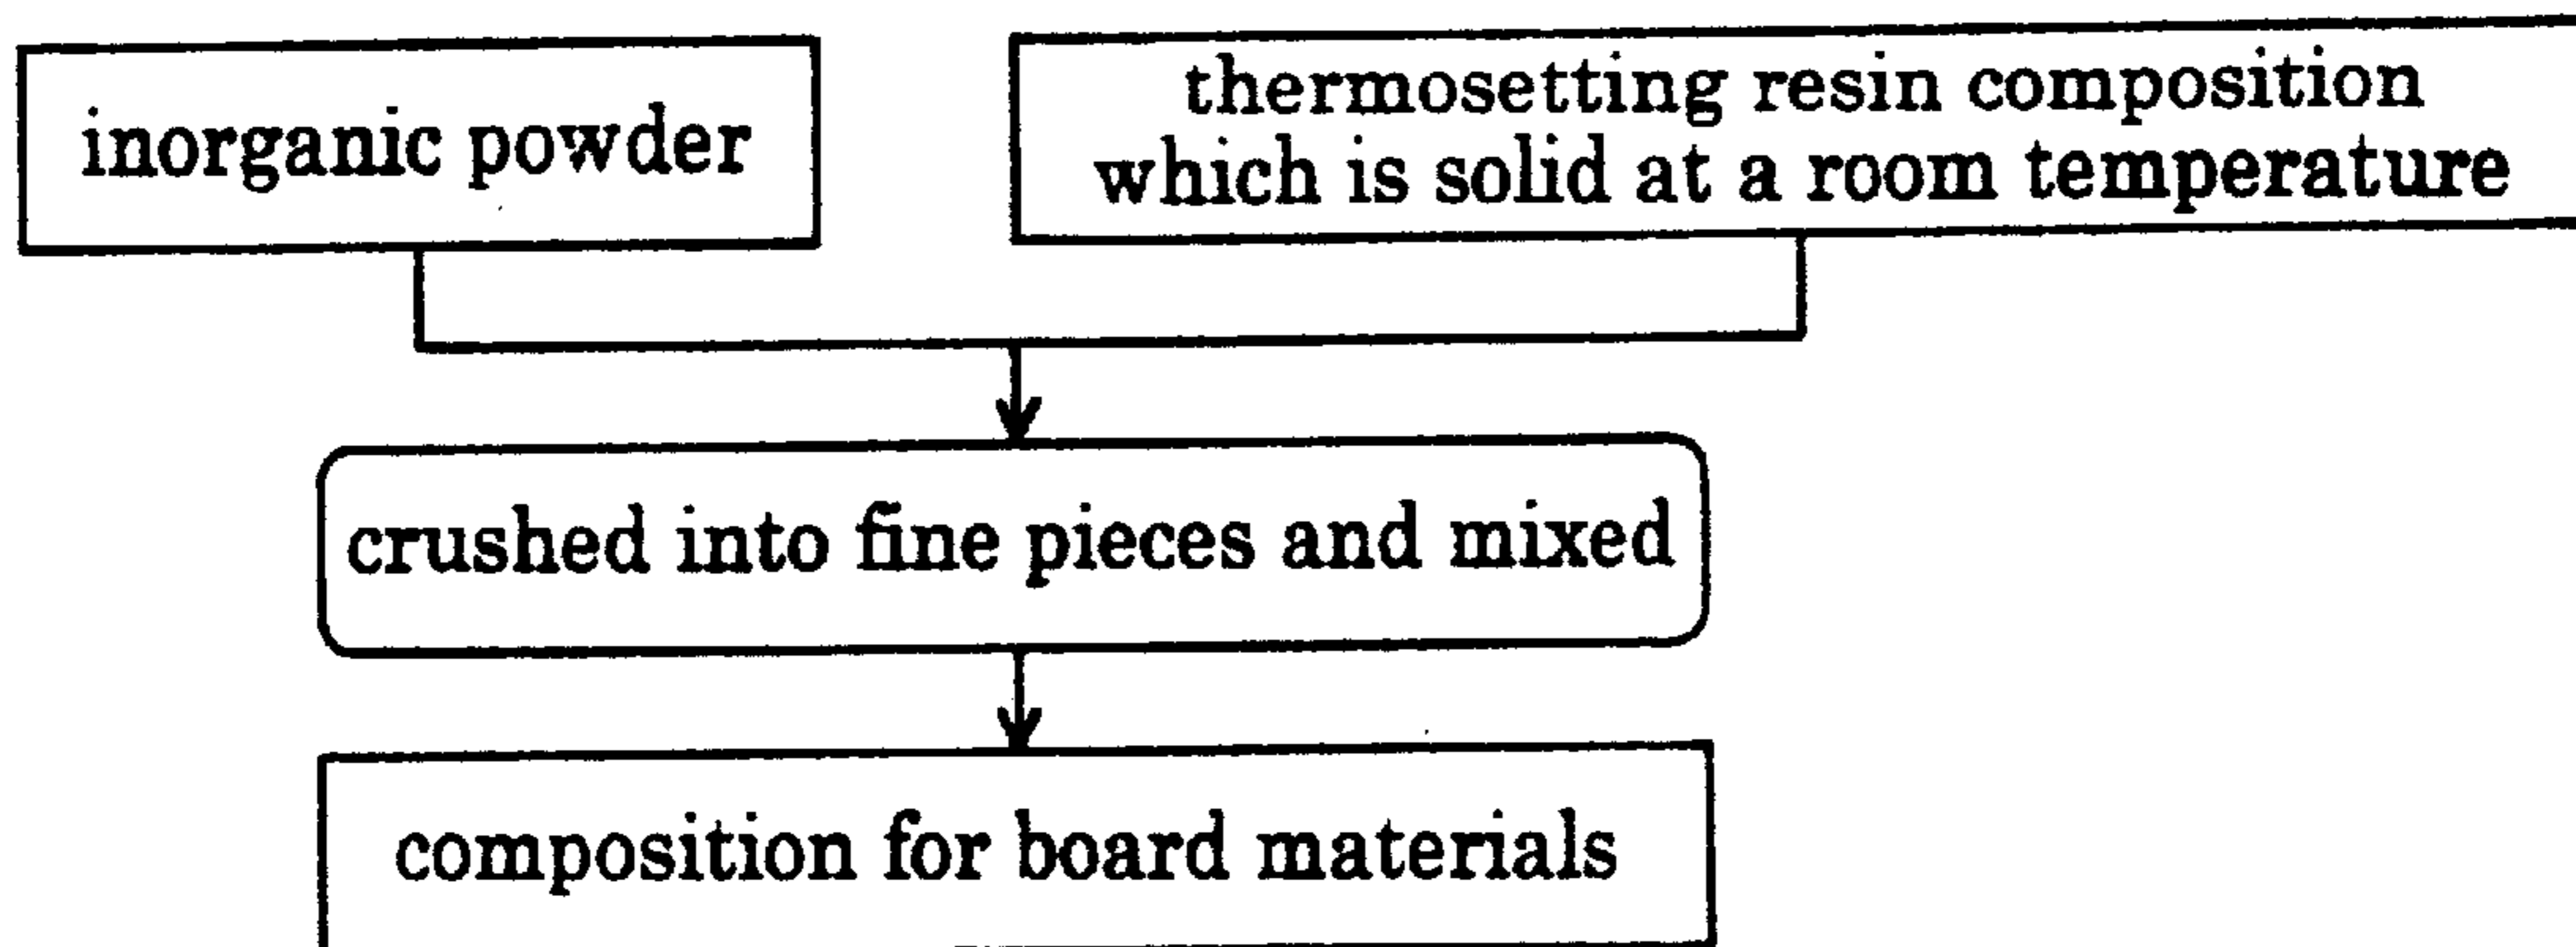 inorganic powder
thermosetting resin composition
which is solid at a room temperature
crushed into fine pieces and mixed
composition for board materials